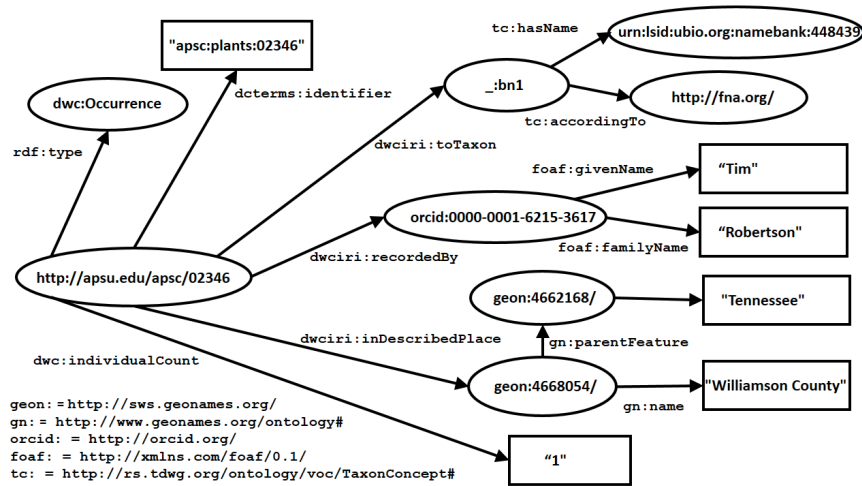 tc:hasName
urn:lsid:ubio.org:namebank:448439
"apsc:plants:02346"
dcterms:identifier
_:bn1
dwc:Occurrence
http://fna.org/
tc:accordingTo
rdf:type
dwciri:toTaxon
foaf:givenName
“Tim"
orcid:0000-0001-6215-3617
“Robertson"
foaf:familyName
dwciri:recordedBy
http://apsu.edu/apsc/02346
geon:4662168/
"Tennessee"
dwciri:inDescribedPlace
gn:parentFeature
dwc:individualCount
geon:4668054/
"Williamson County"
gn:name
geon: = http://sws.geonames.org/
gn: = http://www.geonames.org/ontology#
orcid: = http://orcid.org/
foaf: = http://xmlns.com/foaf/0.1/
tc: = http://rs.tdwg.org/ontology/voc/TaxonConcept#
“1"